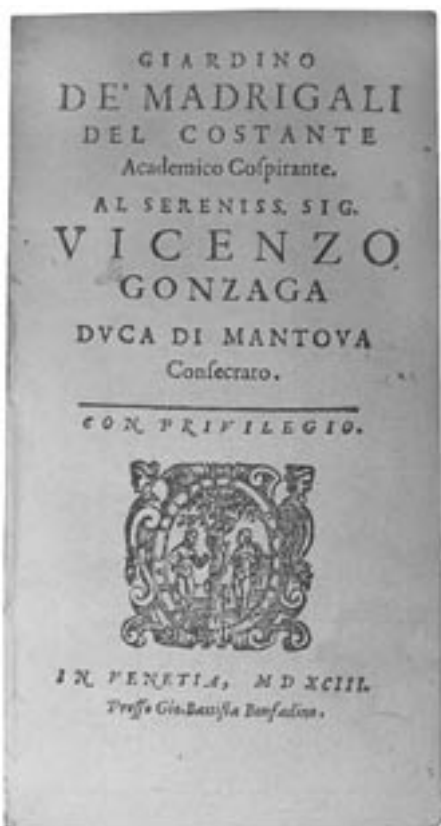 GIARDINO
DE' MADRIGALI
DEL COSTANTE
Academico Coſpirante.
AL SERENISS. SIG.
VICENZO
GONZAGA
DVCA DI MANTOVA
Conſecrato.
CON PRIVILEGIO.
IN VENETIA, MDXCIII.
Preſſo Gio. Battiſta Bonfadino.